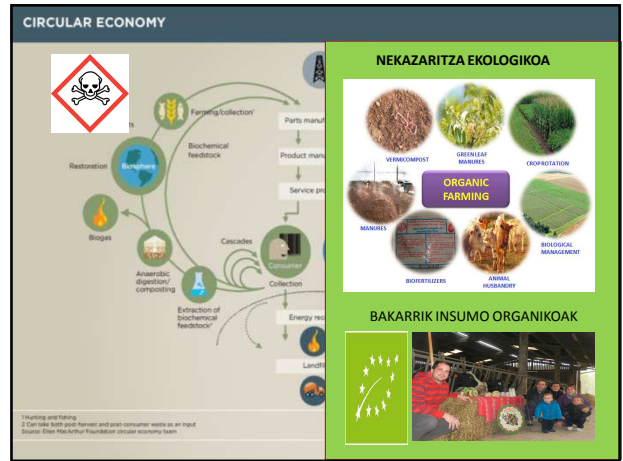 CIRCULAR ECONOMY
Farming/collection¹
Parts manuf
Biochemical
feedstock
Restoration
Biosphere
Product manu
Service pro
Biogas
Cascades
Consumer
Anaerobic
digestion/
composting
Collection
Extraction of
biochemical
feedstock²
Energy rec
Landfi
1 Hunting and fishing
2 Can take both post-harvest and post-consumer waste as an input
Source: Ellen MacArthur Foundation circular economy team
NEKAZARITZA EKOLOGIKOA
VERMICOMPOST
GREEN LEAF
MANURES
CROP ROTATION
ORGANIC
FARMING
MANURES
BIOLOGICAL
MANAGEMENT
BIOFERTILIZERS
ANIMAL
HUSBANDRY
BAKARRIK INSUMO ORGANIKOAK